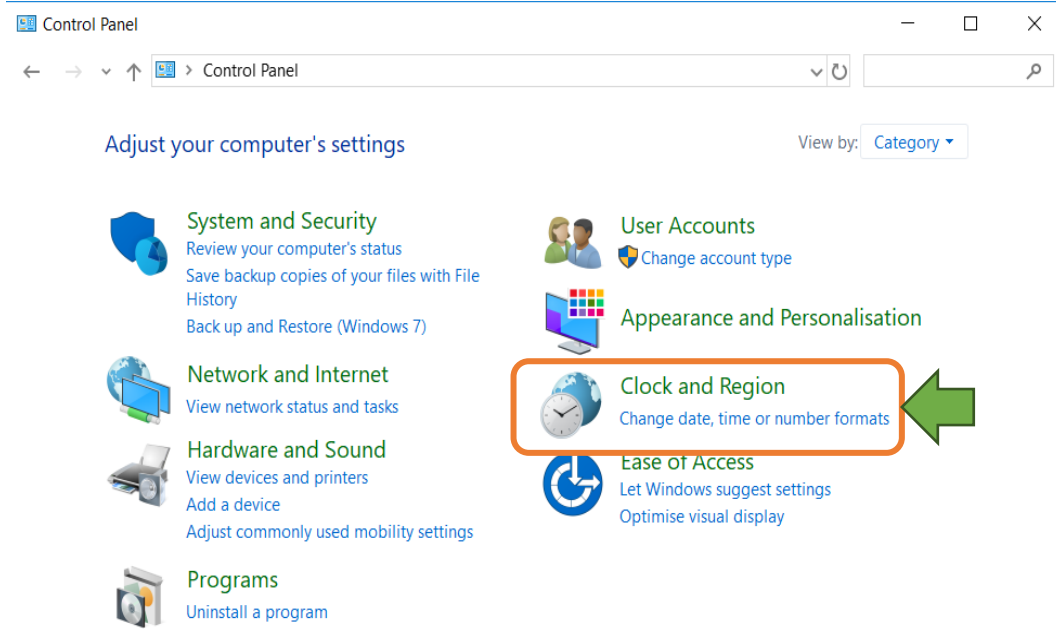 Control Panel
Control Panel
Adjust your computer's settings
View by: Category
System and Security
Review your computer's status
Save backup copies of your files with File
History
Back up and Restore (Windows 7)
Network and Internet
View network status and tasks
Hardware and Sound
View devices and printers
Add a device
Adjust commonly used mobility settings
Programs
Uninstall a program
User Accounts
Change account type
Appearance and Personalisation
Clock and Region
Change date, time or number formats
Ease of Access
Let Windows suggest settings
Optimise visual display